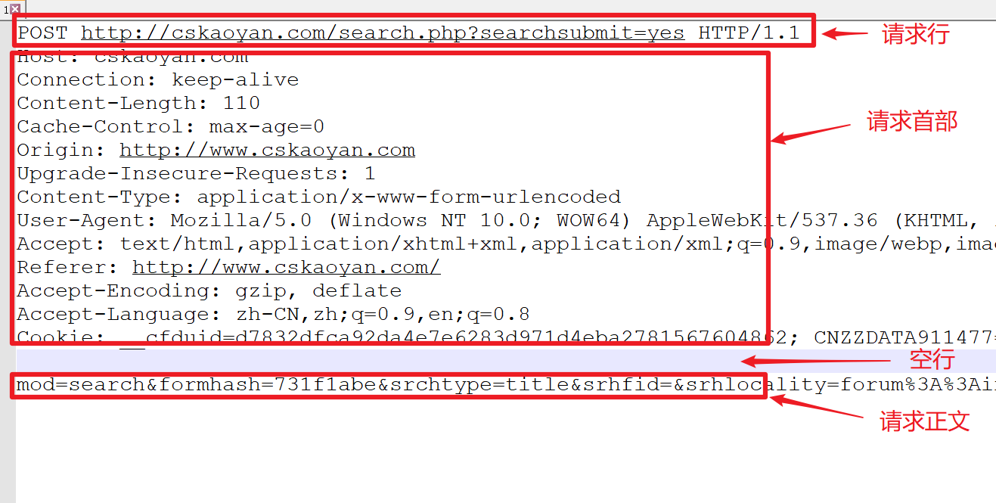 1
POST http://cskaoyan.com/search.php?searchsubmit=yes HTTP/1.1
请求行
Host: cskaoyan.com
Connection: keep-alive
Content-Length: 110
请求首部
Cache-Control: max-age=0
Origin: http://www.cskaoyan.com
Upgrade-Insecure-Requests: 1
Content-Type: application/x-www-form-urlencoded
User-Agent: Mozilla/5.0 (Windows NT 10.0; WOW64) AppleWebKit/537.36 (KHTML,
Accept: text/html,application/xhtml+xml,application/xml;q=0.9,image/webp,ima
Referer: http://www.cskaoyan.com/
Accept-Encoding: gzip, deflate
Accept-Language: zh-CN,zh;q=0.9,en;q=0.8
Cookie: __cfduid=d7832dfca92da4e7e6283d971d4eba2781567604862; CNZZDATA911477=
空行
mod=search&formhash=731f1abe&srchtype=title&srhfid=&srhlocality=forum%3A%3Ai
请求正文